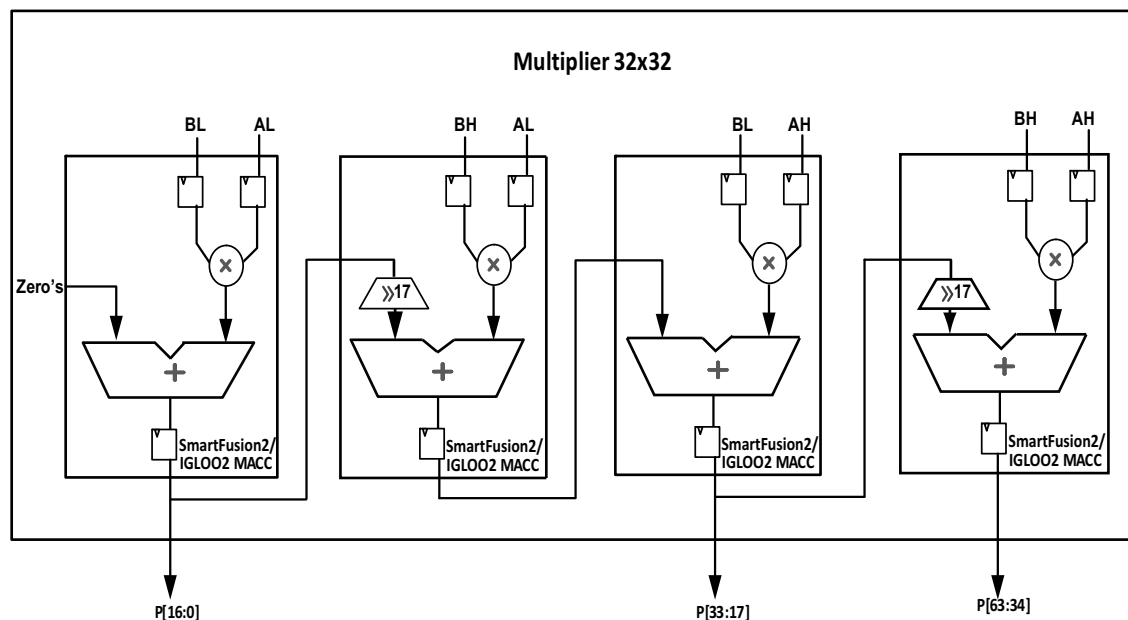 Multiplier 32x32
BL AL
BH AL
BL AH
BH AH
Zero's
»17
»17
SmartFusion2/
IGLOO2 MACC
SmartFusion2/
IGLOO2 MACC
SmartFusion2/
IGLOO2 MACC
SmartFusion2/
IGLOO2 MACC
P[16:0]
P[33:17]
P[63:34]